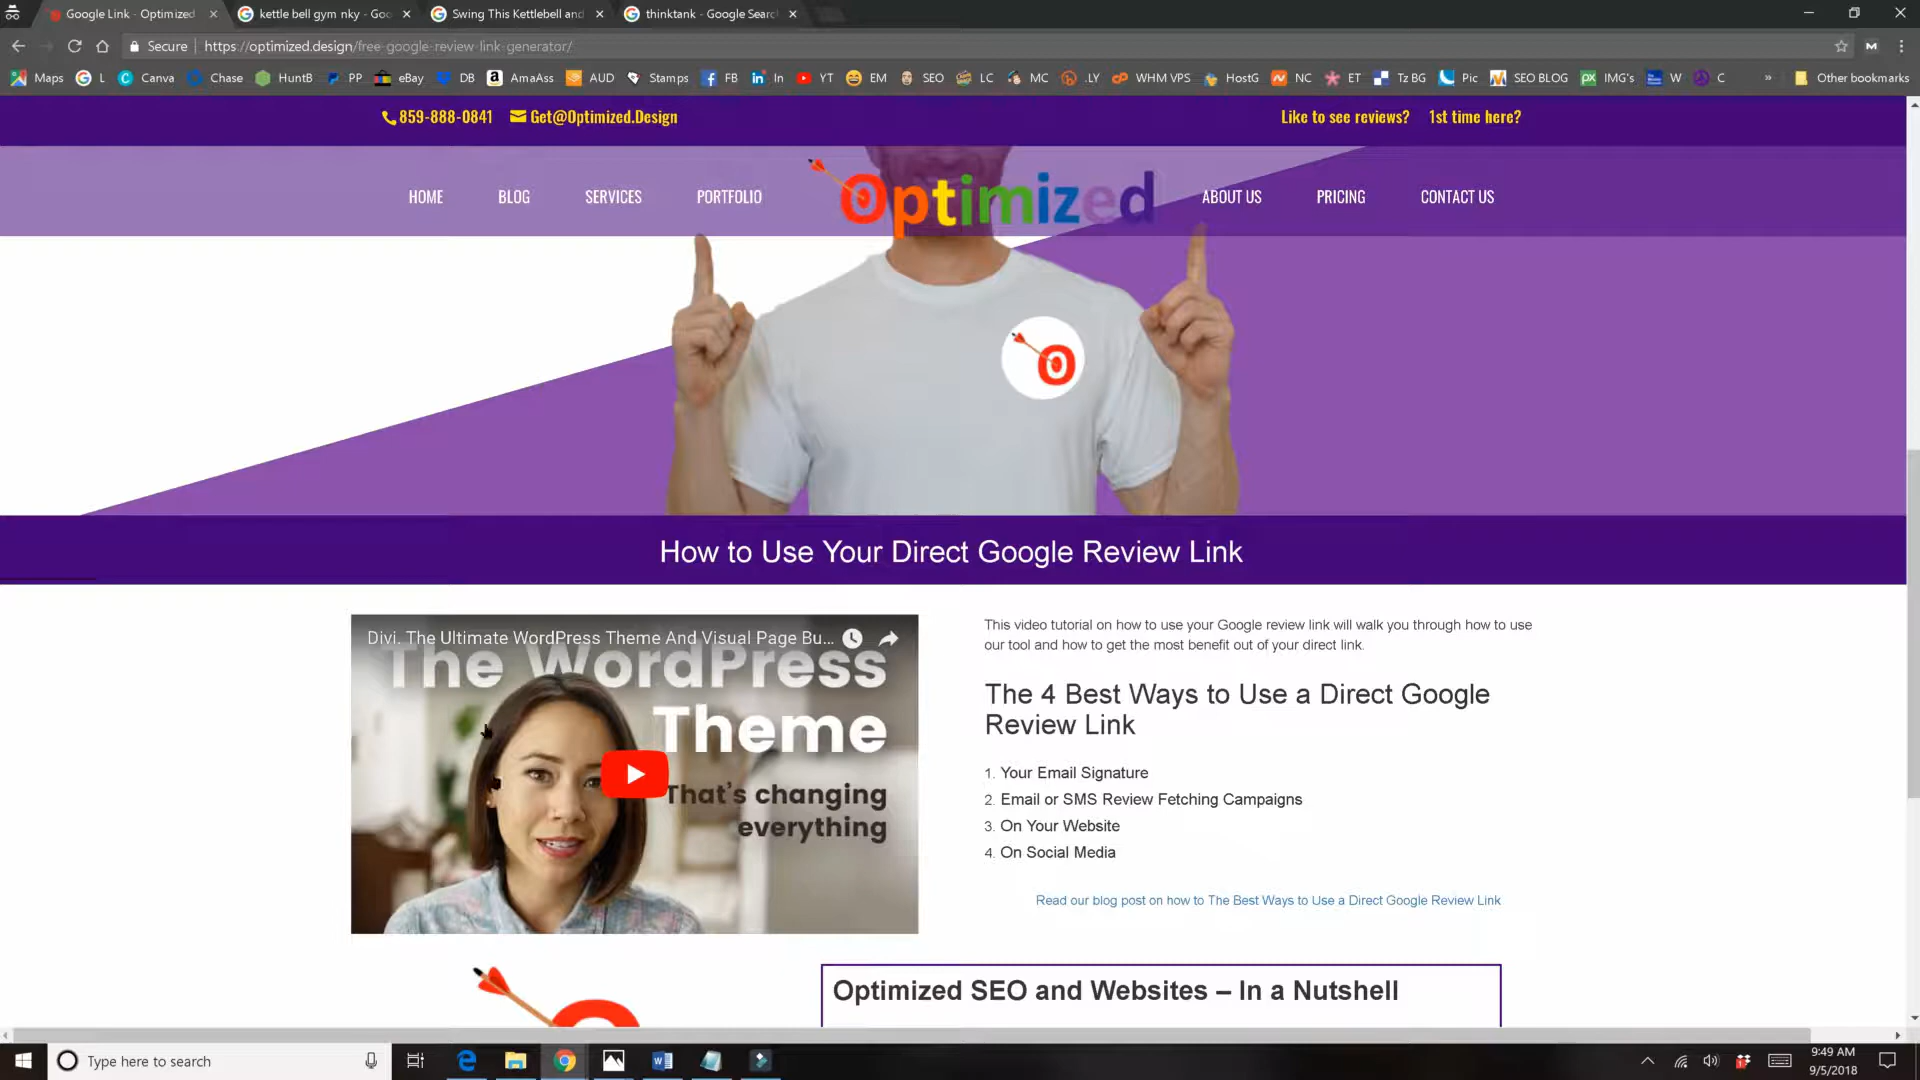 Google Link - Optimized
kettle bell gym nky - Goo
Swing This Kettlebell and
thinktank - Google Searc
Secure
https://optimized.design/free-google-review-link-generator/
Maps
L
Canva
Chase
HuntB
PP
eBay
DB
AmaAss
AUD
Stamps
FB
In
YT
EM
SEO
LC
MC
.LY
WHM VPS
HostG
NC
ET
Tz BG
Pic
SEO BLOG
IMG's
W
C
»
Other bookmarks
859-888-0841
Get@Optimized.Design
Like to see reviews?
1st time here?
HOME
BLOG
SERVICES
PORTFOLIO
Optimized
ABOUT US
PRICING
CONTACT US
How to Use Your Direct Google Review Link
Divi. The Ultimate WordPress Theme And Visual Page Bu...
The WordPress
Theme
That's changing
everything
This video tutorial on how to use your Google review link will walk you through how to use
our tool and how to get the most benefit out of your direct link.
The 4 Best Ways to Use a Direct Google
Review Link
1. Your Email Signature
2. Email or SMS Review Fetching Campaigns
3. On Your Website
4. On Social Media
Read our blog post on how to The Best Ways to Use a Direct Google Review Link
Optimized SEO and Websites – In a Nutshell
Type here to search
9:49 AM
9/5/2018